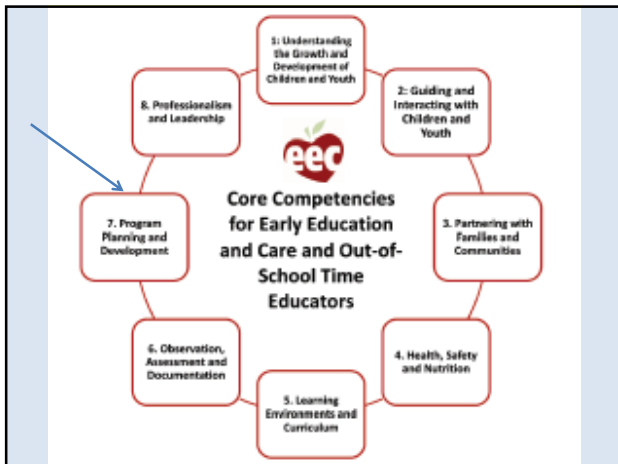 1: Understanding
the Growth and
Development of
Children and Youth
2: Guiding and
Interacting with
Children and
Youth
3. Partnering with
Families and
Communities
4. Health, Safety
and Nutrition
5. Learning
Environments and
Curriculum
6. Observation,
Assessment and
Documentation
7. Program
Planning and
Development
8. Professionalism
and Leadership
eec
Core Competencies
for Early Education
and Care and Out-of-
School Time
Educators